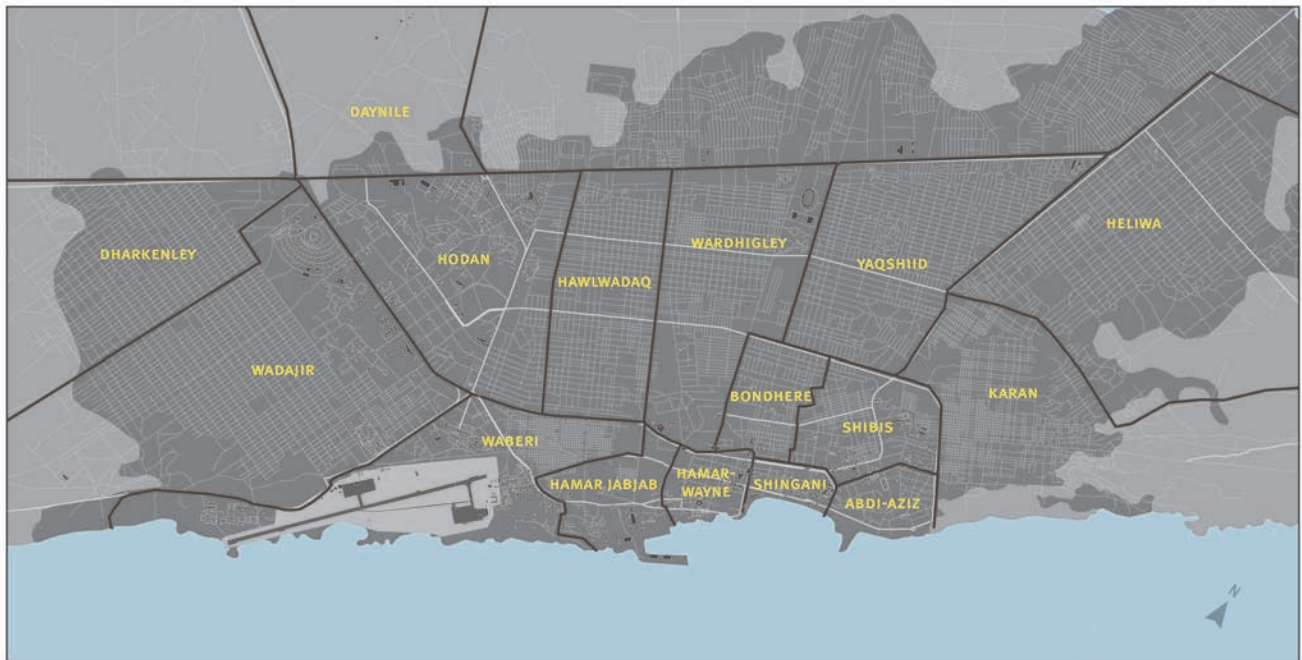 DAYNILE
DHARKENLEY
HODAN
HAWLWADAQ
WARDHIGLEY
YAQSHIID
HELIWA
WADAJIR
BONDHERE
KARAN
SHIBIS
WABERI
HAMAR JABJAB
HAMAR-
WAYNE
SHINGANI
ABDI-AZIZ
N